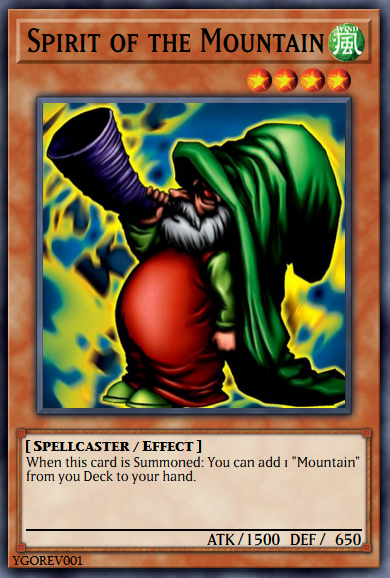 Spirit of the Mountain
WIND
風
[ Spellcaster / Effect ]
When this card is Summoned: You can add 1 "Mountain"
from you Deck to your hand.
ATK / 1500 DEF / 650
YGOREV001